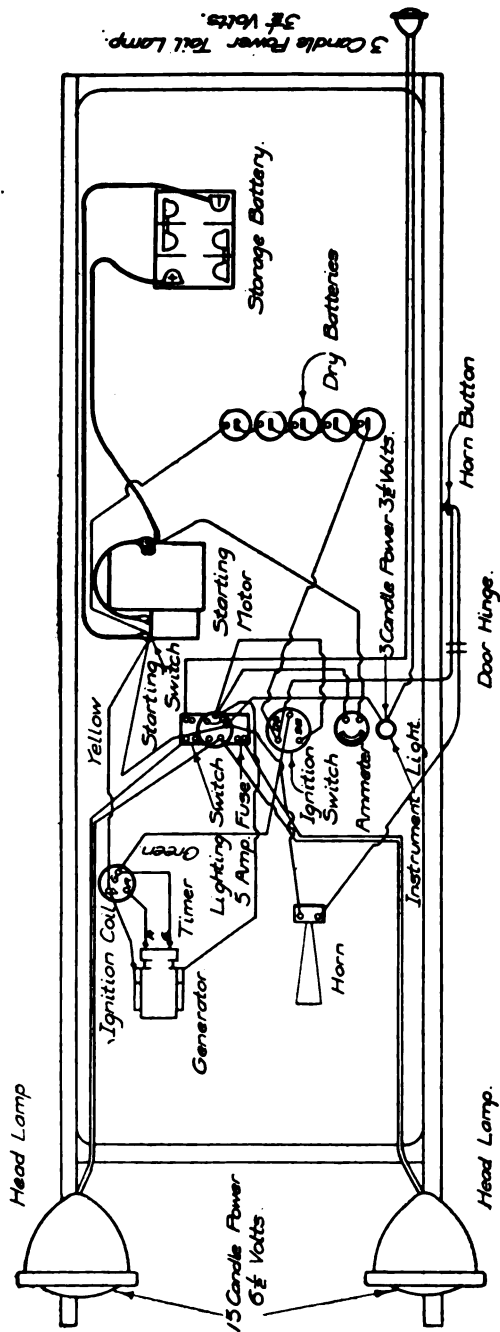 Head Lamp
15 Candle Power
6½ Volts.
Head Lamp.
Ignition Coil
Timer
Generator
Yellow
Green
Starting
Switch
Starting
Motor
Lighting Switch
5 Amp. Fuse
Ignition
Switch
Ammeter
Instrument Light.
3 Candle Power 3½ Volts.
Horn
Horn Button
Door Hinge.
Dry Batteries
Storage Battery.
3 Candle Power Tail Lamp.
3½ Volts.